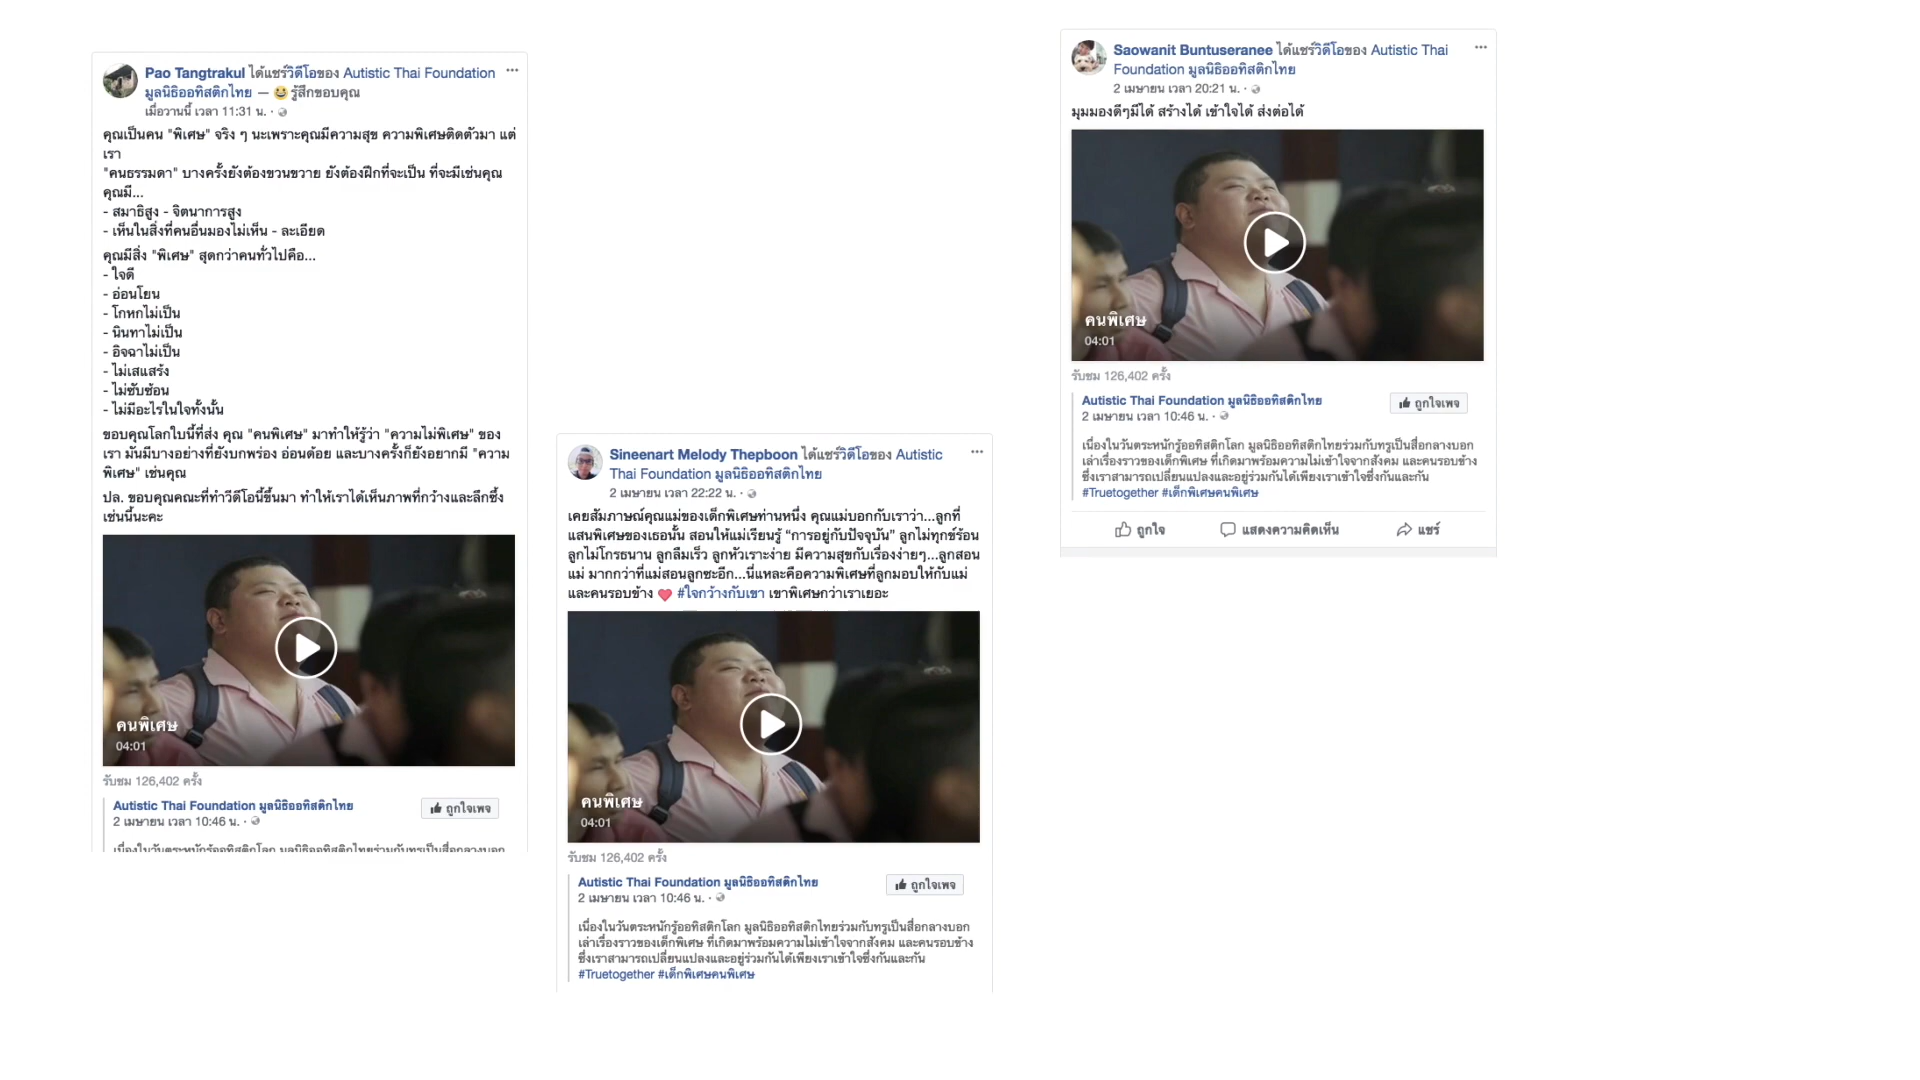 Pao Tangtrakul ได้แชร์วิดีโอของ Autistic Thai Foundation
มูลนิธิออทิสติกไทย — รู้สึกขอบคุณ
เมื่อวานนี้ เวลา 11:31 น. ·
คุณเป็นคน "พิเศษ" จริง ๆ นะเพราะคุณมีความสุข ความพิเศษติดตัวมา แต่
เรา
"คนธรรมดา" บางครั้งยังต้องขวนขวาย ยังต้องฝึกที่จะเป็น ที่จะมีเช่นคุณ
คุณมี...
- สมาธิสูง - จิตนาการสูง
- เห็นในสิ่งที่คนอื่นมองไม่เห็น - ละเอียด
คุณมีสิ่ง "พิเศษ" สุดกว่าคนทั่วไปคือ...
- ใจดี
- อ่อนโยน
- โกหกไม่เป็น
- นินทาไม่เป็น
- อิจฉาไม่เป็น
- ไม่เสแสร้ง
- ไม่ซับซ้อน
- ไม่มีอะไรในใจทั้งนั้น
ขอบคุณโลกใบนี้ที่ส่ง คุณ "คนพิเศษ" มาทำให้รู้ว่า "ความไม่พิเศษ" ของ
เรา มันมีบางอย่างที่ยังบกพร่อง อ่อนด้อย และบางครั้งก็ยังอยากมี "ความ
พิเศษ" เช่นคุณ
ปล. ขอบคุณคณะที่ทำวีดีโอนี้ขึ้นมา ทำให้เราได้เห็นภาพที่กว้างและลึกซึ้ง
เช่นนี้นะคะ
คนพิเศษ
04:01
รับชม 126,402 ครั้ง
Autistic Thai Foundation มูลนิธิออทิสติกไทย
ถูกใจเพจ
2 เมษายน เวลา 10:46 น. ·
เนื่องในวันตระหนักรู้ออทิสติกโลก มูลนิธิออทิสติกไทยร่วมกับทรูเป็นสื่อกลางบอก
Sineenart Melody Thepboon ได้แชร์วิดีโอของ Autistic
Thai Foundation มูลนิธิออทิสติกไทย
2 เมษายน เวลา 22:22 น. ·
เคยสัมภาษณ์คุณแม่ของเด็กพิเศษท่านหนึ่ง คุณแม่บอกกับเราว่า...ลูกที่
แสนพิเศษของเธอนั้น สอนให้แม่เรียนรู้ “การอยู่กับปัจจุบัน” ลูกไม่ทุกข์ร้อน
ลูกไม่โกรธนาน ลูกลืมเร็ว ลูกหัวเราะง่าย มีความสุขกับเรื่องง่ายๆ...ลูกสอน
แม่ มากกว่าที่แม่สอนลูกซะอีก...นี่แหละคือความพิเศษที่ลูกมอบให้กับแม่
และคนรอบข้าง #ใจกว้างกับเขา เขาพิเศษกว่าเราเยอะ
คนพิเศษ
04:01
รับชม 126,402 ครั้ง
Autistic Thai Foundation มูลนิธิออทิสติกไทย
ถูกใจเพจ
2 เมษายน เวลา 10:46 น. ·
เนื่องในวันตระหนักรู้ออทิสติกโลก มูลนิธิออทิสติกไทยร่วมกับทรูเป็นสื่อกลางบอก
เล่าเรื่องราวของเด็กพิเศษ ที่เกิดมาพร้อมความไม่เข้าใจจากสังคม และคนรอบข้าง
ซึ่งเราสามารถเปลี่ยนแปลงและอยู่ร่วมกันได้เพียงเราเข้าใจซึ่งกันและกัน
#Truetogether #เด็กพิเศษคนพิเศษ
Saowanit Buntuseranee ได้แชร์วิดีโอของ Autistic Thai
Foundation มูลนิธิออทิสติกไทย
2 เมษายน เวลา 20:21 น. ·
มุมมองดีๆมีได้ สร้างได้ เข้าใจได้ ส่งต่อได้
คนพิเศษ
04:01
รับชม 126,402 ครั้ง
Autistic Thai Foundation มูลนิธิออทิสติกไทย
ถูกใจเพจ
2 เมษายน เวลา 10:46 น. ·
เนื่องในวันตระหนักรู้ออทิสติกโลก มูลนิธิออทิสติกไทยร่วมกับทรูเป็นสื่อกลางบอก
เล่าเรื่องราวของเด็กพิเศษ ที่เกิดมาพร้อมความไม่เข้าใจจากสังคม และคนรอบข้าง
ซึ่งเราสามารถเปลี่ยนแปลงและอยู่ร่วมกันได้เพียงเราเข้าใจซึ่งกันและกัน
#Truetogether #เด็กพิเศษคนพิเศษ
ถูกใจ แสดงความคิดเห็น แชร์